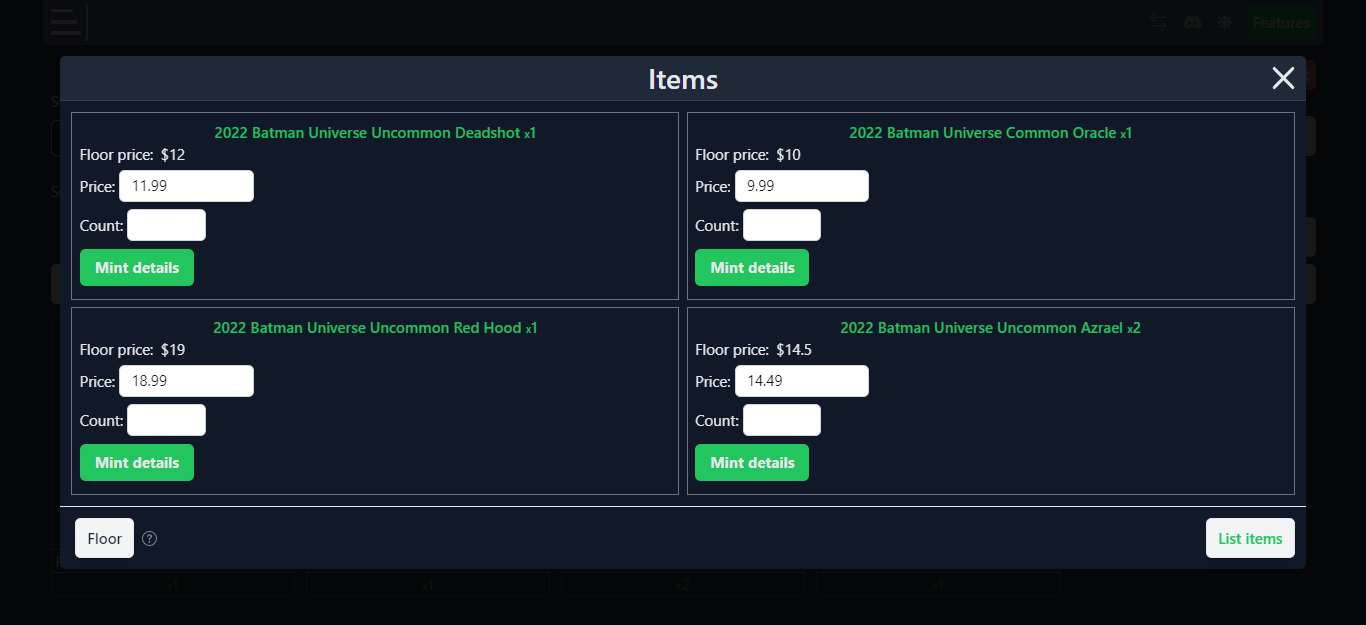 Features
Items
2022 Batman Universe Uncommon Deadshot x1
Floor price: $12
Price: 11.99
Count:
Mint details
2022 Batman Universe Common Oracle x1
Floor price: $10
Price: 9.99
Count:
Mint details
2022 Batman Universe Uncommon Red Hood x1
Floor price: $19
Price: 18.99
Count:
Mint details
2022 Batman Universe Uncommon Azrael x2
Floor price: $14.5
Price: 14.49
Count:
Mint details
Floor ?
List items
x1
x1
x2
x1